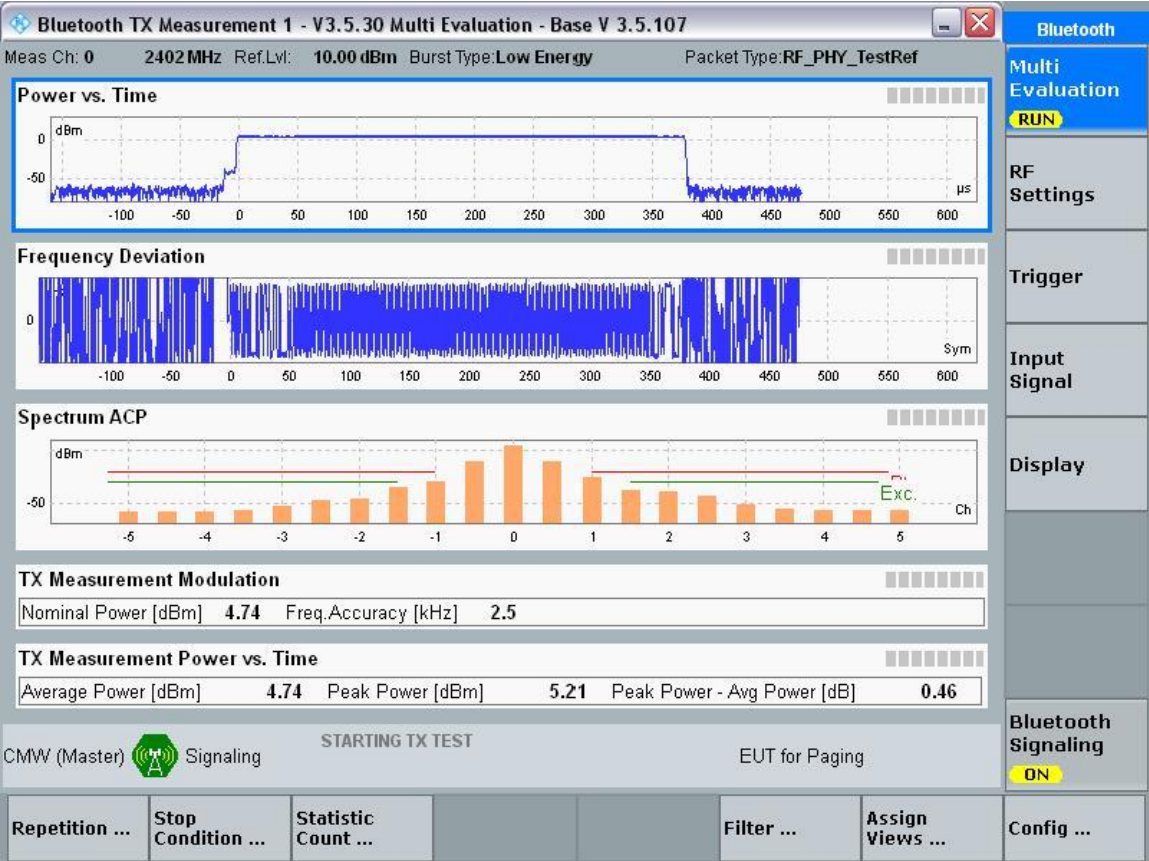 Bluetooth TX Measurement 1 - V3.5.30 Multi Evaluation - Base V 3.5.107
Bluetooth
Meas Ch: 0 2402 MHz Ref.Lvl: 10.00 dBm Burst Type:Low Energy Packet Type:RF_PHY_TestRef
Multi
Evaluation
RUN
Power vs. Time
dBm
0
-50
µs
-100 -50 0 50 100 150 200 250 300 350 400 450 500 550 600
RF
Settings
Frequency Deviation
0
Sym
-100 -50 0 50 100 150 200 250 300 350 400 450 500 550 600
Trigger
Input
Signal
Spectrum ACP
dBm
-50
Exc.
Ch
-5 -4 -3 -2 -1 0 1 2 3 4 5
Display
TX Measurement Modulation
Nominal Power [dBm] 4.74 Freq.Accuracy [kHz] 2.5
TX Measurement Power vs. Time
Average Power [dBm] 4.74 Peak Power [dBm] 5.21 Peak Power - Avg Power [dB] 0.46
CMW (Master) Signaling STARTING TX TEST EUT for Paging
Bluetooth
Signaling
ON
Repetition ...
Stop
Condition ...
Statistic
Count ...
Filter ...
Assign
Views ...
Config ...